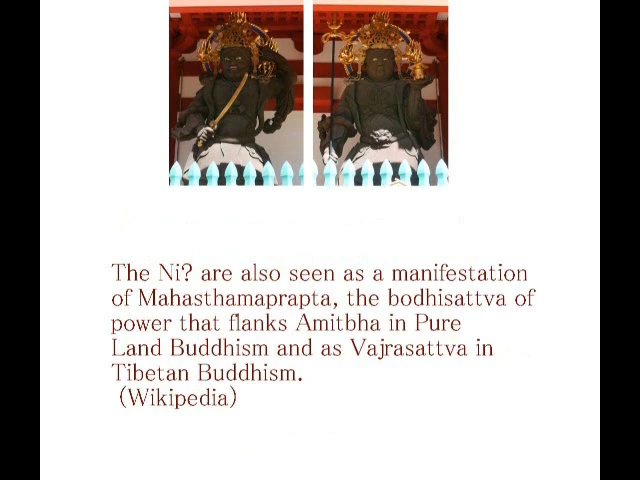 The Ni? are also seen as a manifestation
of Mahasthamaprapta, the bodhisattva of
power that flanks Amitbha in Pure
Land Buddhism and as Vajrasattva in
Tibetan Buddhism.
(Wikipedia)